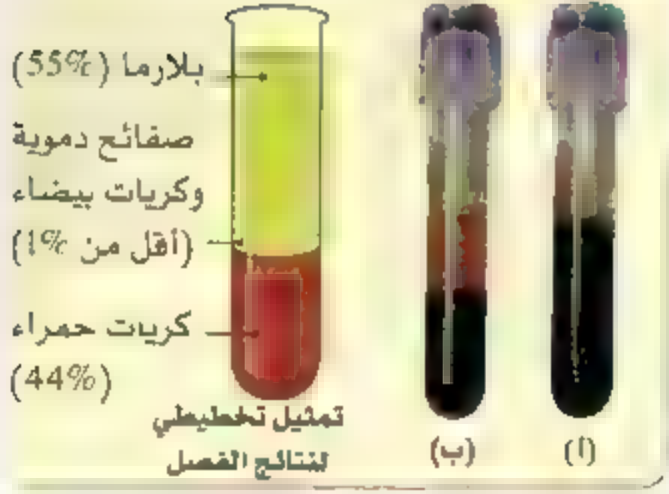 بلازما (55%)
صفائح دموية
وكريات بيضاء
(أقل من 1%)
كريات حمراء
(44%)
تمثيل تخطيطي
لنتائج الفصل
(ب)
(أ)